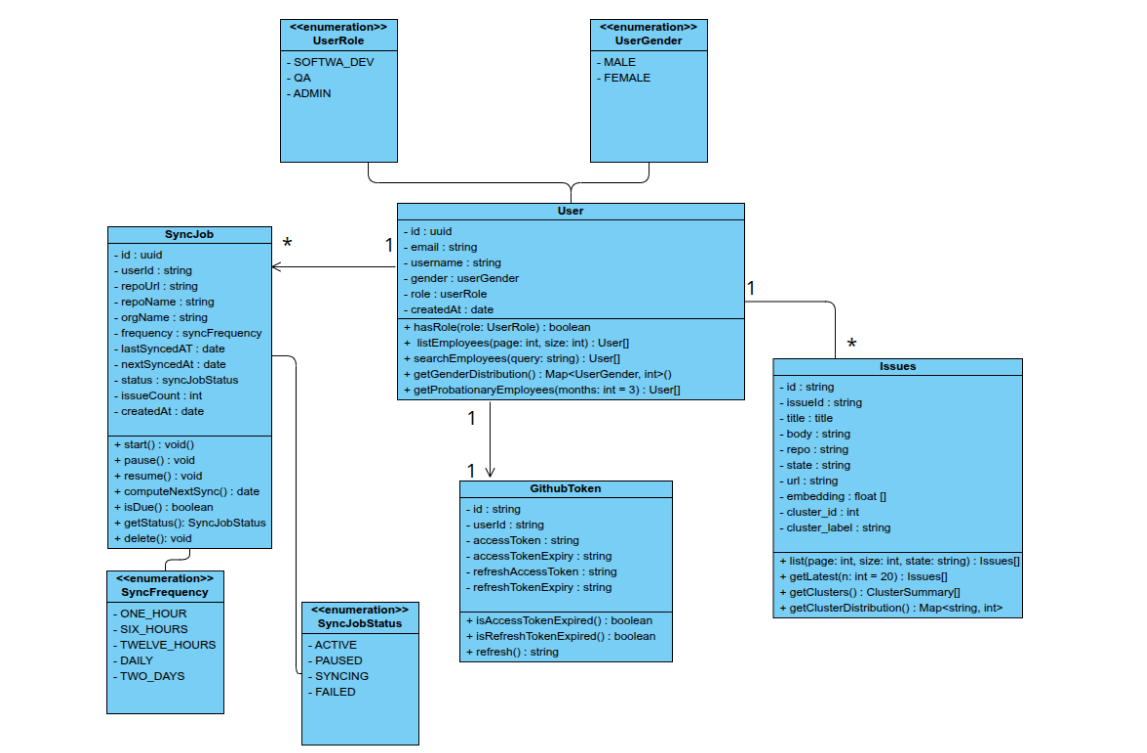 <<enumeration>>
UserRole
- SOFTWA_DEV
- QA
- ADMIN
<<enumeration>>
UserGender
- MALE
- FEMALE
User
- id : uuid
- email : string
- username : string
- gender : userGender
- role : userRole
- createdAt : date
+ hasRole(role: UserRole) : boolean
+ listEmployees(page: int, size: int) : User[]
+ searchEmployees(query: string) : User[]
+ getGenderDistribution() : Map<UserGender, int>()
+ getProbationaryEmployees(months: int = 3) : User[]
*
1
1
*
1
1
SyncJob
- id : uuid
- userId : string
- repoUrl : string
- repoName : string
- orgName : string
- frequency : syncFrequency
- lastSyncedAT : date
- nextSyncedAt : date
- status : syncJobStatus
- issueCount : int
- createdAt : date
+ start() : void()
+ pause() : void
+ resume() : void
+ computeNextSync() : date
+ isDue() : boolean
+ getStatus(): SyncJobStatus
+ delete(): void
Issues
- id : string
- issueId : string
- title : title
- body : string
- repo : string
- state : string
- url : string
- embedding : float []
- cluster_id : int
- cluster_label : string
+ list(page: int, size: int, state: string) : Issues[]
+ getLatest(n: int = 20) : Issues[]
+ getClusters() : ClusterSummary[]
+ getClusterDistribution() : Map<string, int>
GithubToken
- id : string
- userId : string
- accessToken : string
- accessTokenExpiry : string
- refreshAccessToken : string
- refreshTokenExpiry : string
+ isAccessTokenExpired() : boolean
+ isRefreshTokenExpired() : boolean
+ refresh() : string
<<enumeration>>
SyncFrequency
- ONE_HOUR
- SIX_HOURS
- TWELVE_HOURS
- DAILY
- TWO_DAYS
<<enumeration>>
SyncJobStatus
- ACTIVE
- PAUSED
- SYNCING
- FAILED